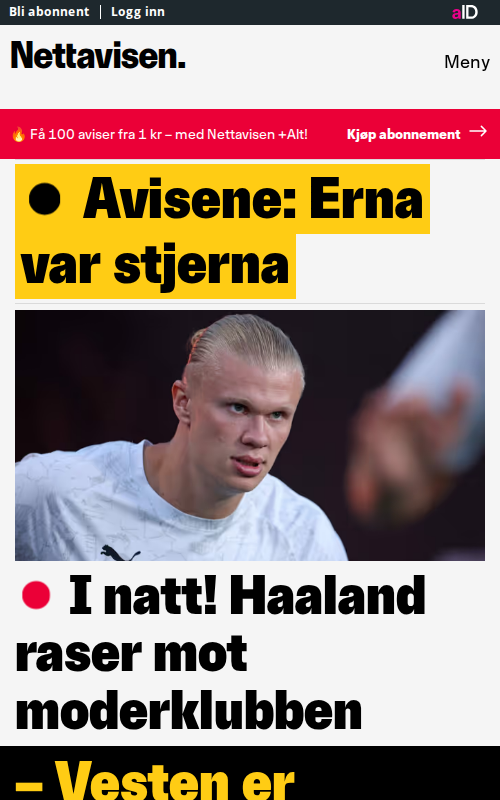 Bli abonnent | Logg inn
aID
Nettavisen.
Meny
🔥 Få 100 aviser fra 1 kr – med Nettavisen +Alt!
Kjøp abonnement →
Avisene: Erna
var stjerna
I natt! Haaland
raser mot
moderklubben
– Vesten er